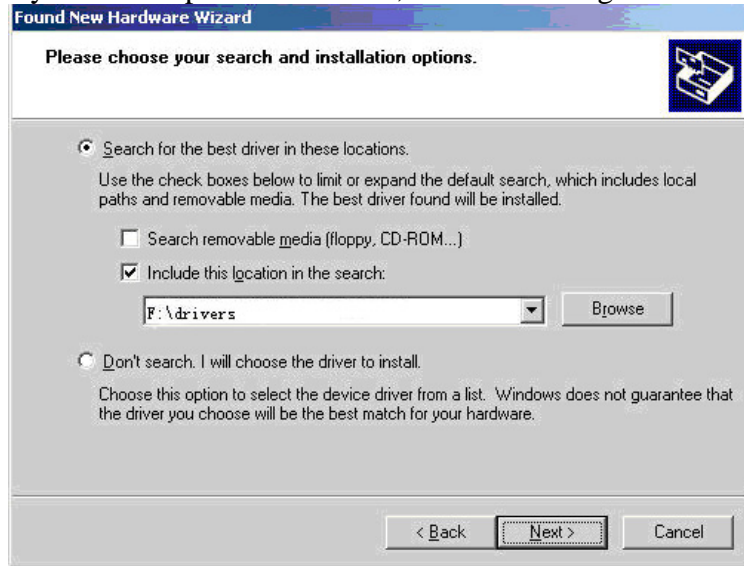 Found New Hardware Wizard
Please choose your search and installation options.
Search for the best driver in these locations.
Use the check boxes below to limit or expand the default search, which includes local
paths and removable media. The best driver found will be installed.
Search removable media (floppy, CD-ROM...)
Include this location in the search:
F:\drivers
Browse
Don't search. I will choose the driver to install.
Choose this option to select the device driver from a list. Windows does not guarantee that
the driver you choose will be the best match for your hardware.
< Back Next > Cancel